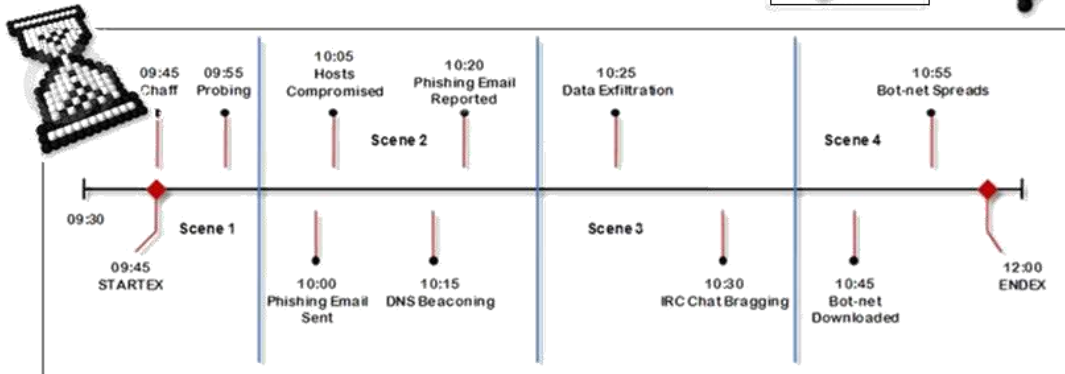 09:45
Chaff
09:55
Probing
10:05
Hosts
Compromised
10:20
Phishing Email
Reported
10:25
Data Exfiltration
10:55
Bot-net Spreads
Scene 2
Scene 4
09:30
Scene 1
Scene 3
09:45
STARTEX
10:00
Phishing Email
Sent
10:15
DNS Beaconing
10:30
IRC Chat Bragging
10:45
Bot-net
Downloaded
12:00
ENDEX